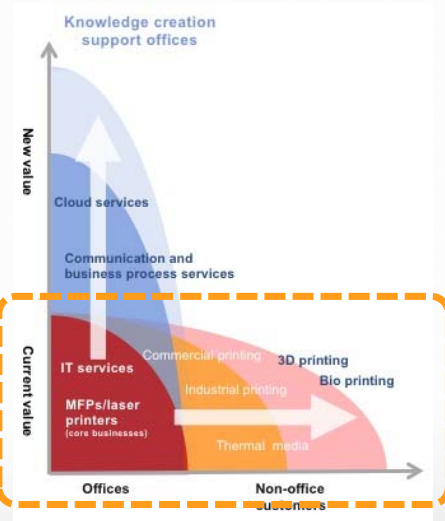 Knowledge creation
support offices
New value
Cloud services
Communication and
business process services
Current value
Commercial printing
3D printing
IT services
Bio printing
Industrial printing
MFPs/laser
printers
(core businesses)
Thermal media
Offices
Non-office
customers